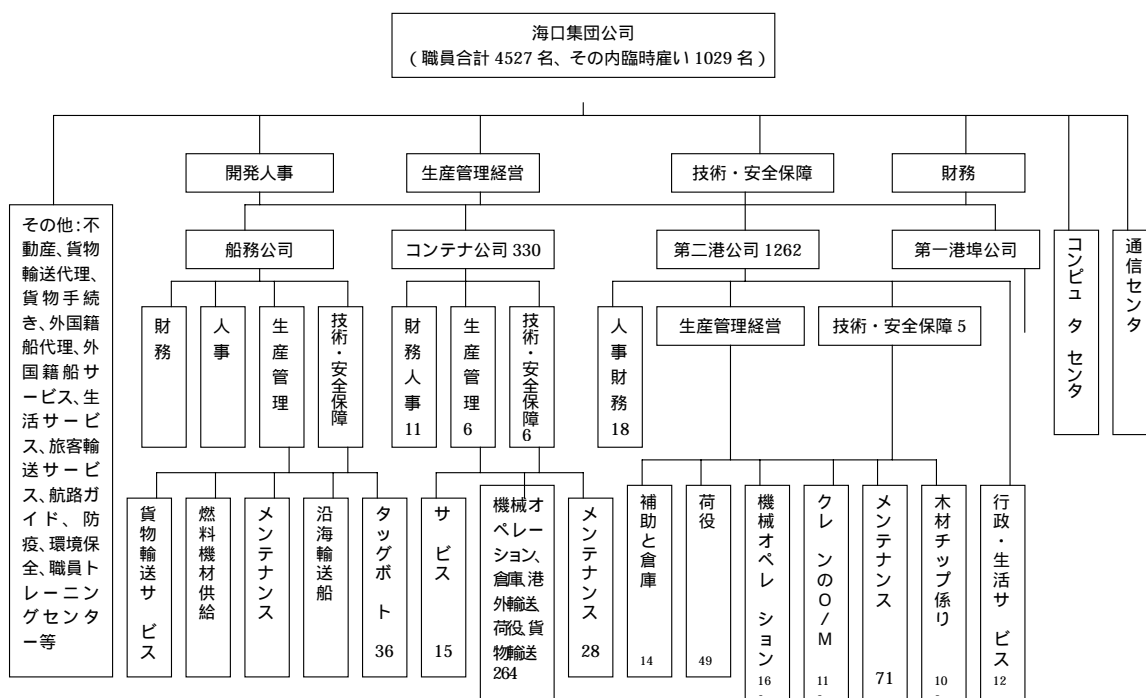 海口集団公司
（職員合計 4527 名、その内臨時雇い 1029 名）
開発人事
生産管理経営
技術・安全保障
財務
その他：不
動産、貨物
輸送代理、
貨物手続
き、外国籍
船代理、外
国籍船サ
ービス、生
活サービ
ス、旅客輸
送サービ
ス、航路ガ
イド、防
疫、環境保
全、職員ト
レーニン
グセンタ
ー等
船務公司
コンテナ公司 330
第二港公司 1262
第一港埠公司
コンピュ タ センタ
通信センタ
財務
人事
生産管理
技術・安全保障
財務人事 11
生産管理 6
技術・安全保障 6
人事財務 18
生産管理経営
技術・安全保障 5
貨物輸送サ ビス
燃料機材供給
メンテナンス
沿海輸送船
タッグボ ト 36
サ ビス 15
機械オ
ペレー
ション、
倉庫、港
外輸送、
荷役、貨
物輸送
264
メンテナンス 28
補助と倉庫 14
荷役 49
機械オペレ ション 16
クレ ンのO/M 11
メンテナンス 71
木材チップ係り 10
行政・生活サ ビス 12